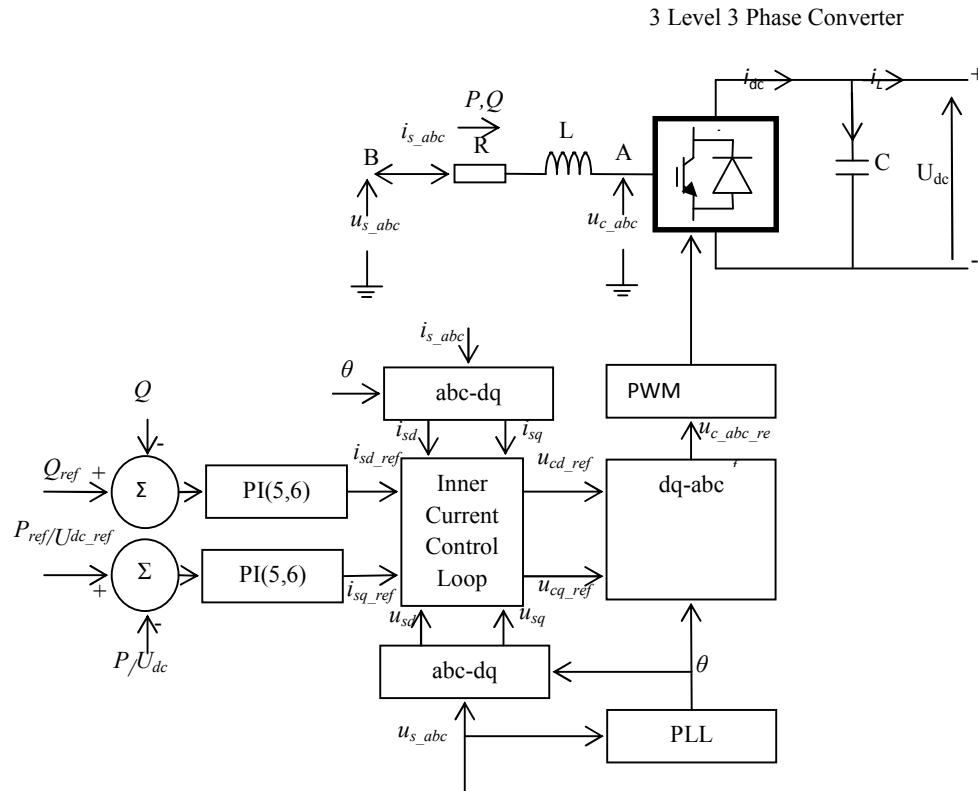 3 Level 3 Phase Converter
i_dc
i_L
+
P,Q
i_s_abc
R
L
A
B
C
U_dc
u_s_abc
u_c_abc
-
i_s_abc
θ
abc-dq
PWM
Q
i_sd
i_sq
u_c_abc_re
f
-
i_sd_ref
u_cd_ref
Q_ref
+
Σ
PI(5,6)
Inner
Current
Control
Loop
dq-abc
P_ref/U_dc_ref
Σ
PI(5,6)
+
i_sq_ref
u_cq_ref
u_sd
u_sq
-
P/U_dc
abc-dq
θ
u_s_abc
PLL